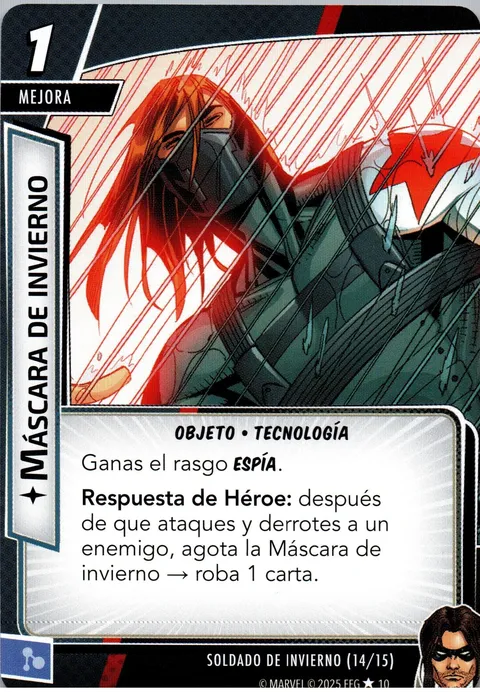 1
MEJORA
MÁSCARA DE INVIERNO
OBJETO • TECNOLOGÍA
Ganas el rasgo ESPÍA.
Respuesta de Héroe: después
de que ataques y derrotes a un
enemigo, agota la Máscara de
invierno → roba 1 carta.
SOLDADO DE INVIERNO (14/15)
© MARVEL © 2025 FFG ★ 10